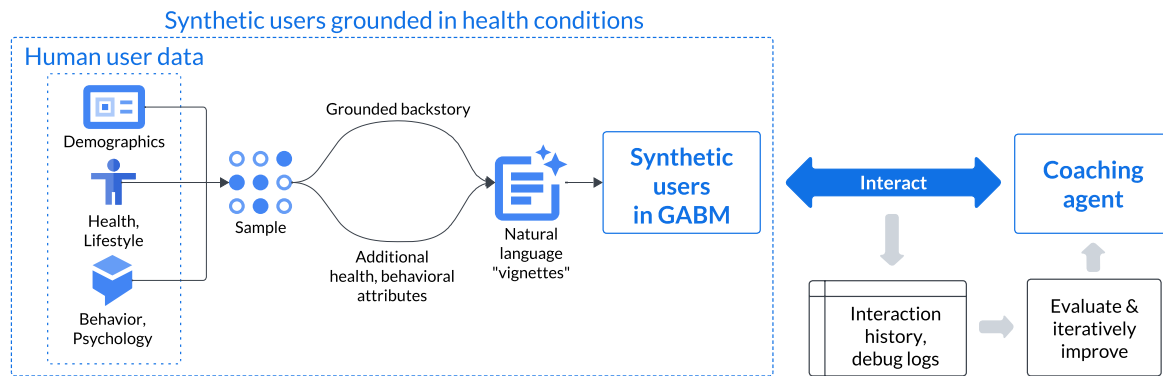 Synthetic users grounded in health conditions
Human user data
Demographics
Health,
Lifestyle
Behavior,
Psychology
Sample
Grounded backstory
Additional
health, behavioral
attributes
Natural
language
"vignettes"
Synthetic
users
in GABM
Interact
Coaching
agent
Interaction
history,
debug logs
Evaluate &
iteratively
improve